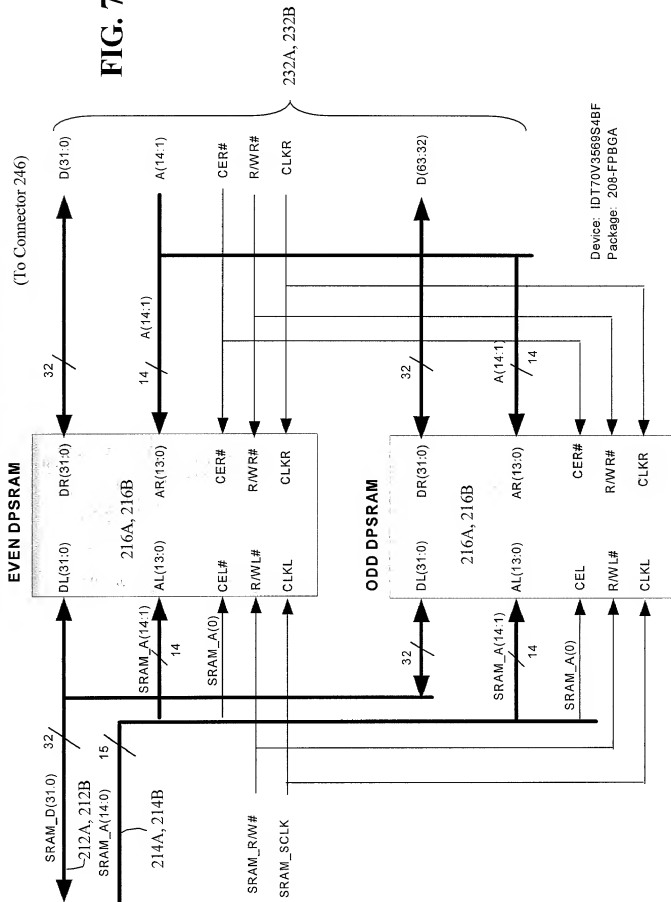 FIG. 7
(To Connector 246)
EVEN DPSRAM
SRAM_D(31:0)
32
212A, 212B
DL(31:0)
DR(31:0)
32
D(31:0)
216A, 216B
SRAM_A(14:0)
15
214A, 214B
SRAM_A(14:1)
14
AL(13:0)
AR(13:0)
14
A(14:1)
A(14:1)
SRAM_A(0)
CEL#
CER#
CER#
R/WL#
R/WR#
R/WR#
CLKL
CLKR
CLKR
232A, 232B
ODD DPSRAM
32
DL(31:0)
DR(31:0)
32
D(63:32)
216A, 216B
SRAM_A(14:1)
14
AL(13:0)
AR(13:0)
A(14:1)
14
SRAM_A(0)
CEL
CER#
SRAM_R/W#
R/WL#
R/WR#
SRAM_SCLK
CLKL
CLKR
Device: IDT70V3569S4BF
Package: 208-FPBGA